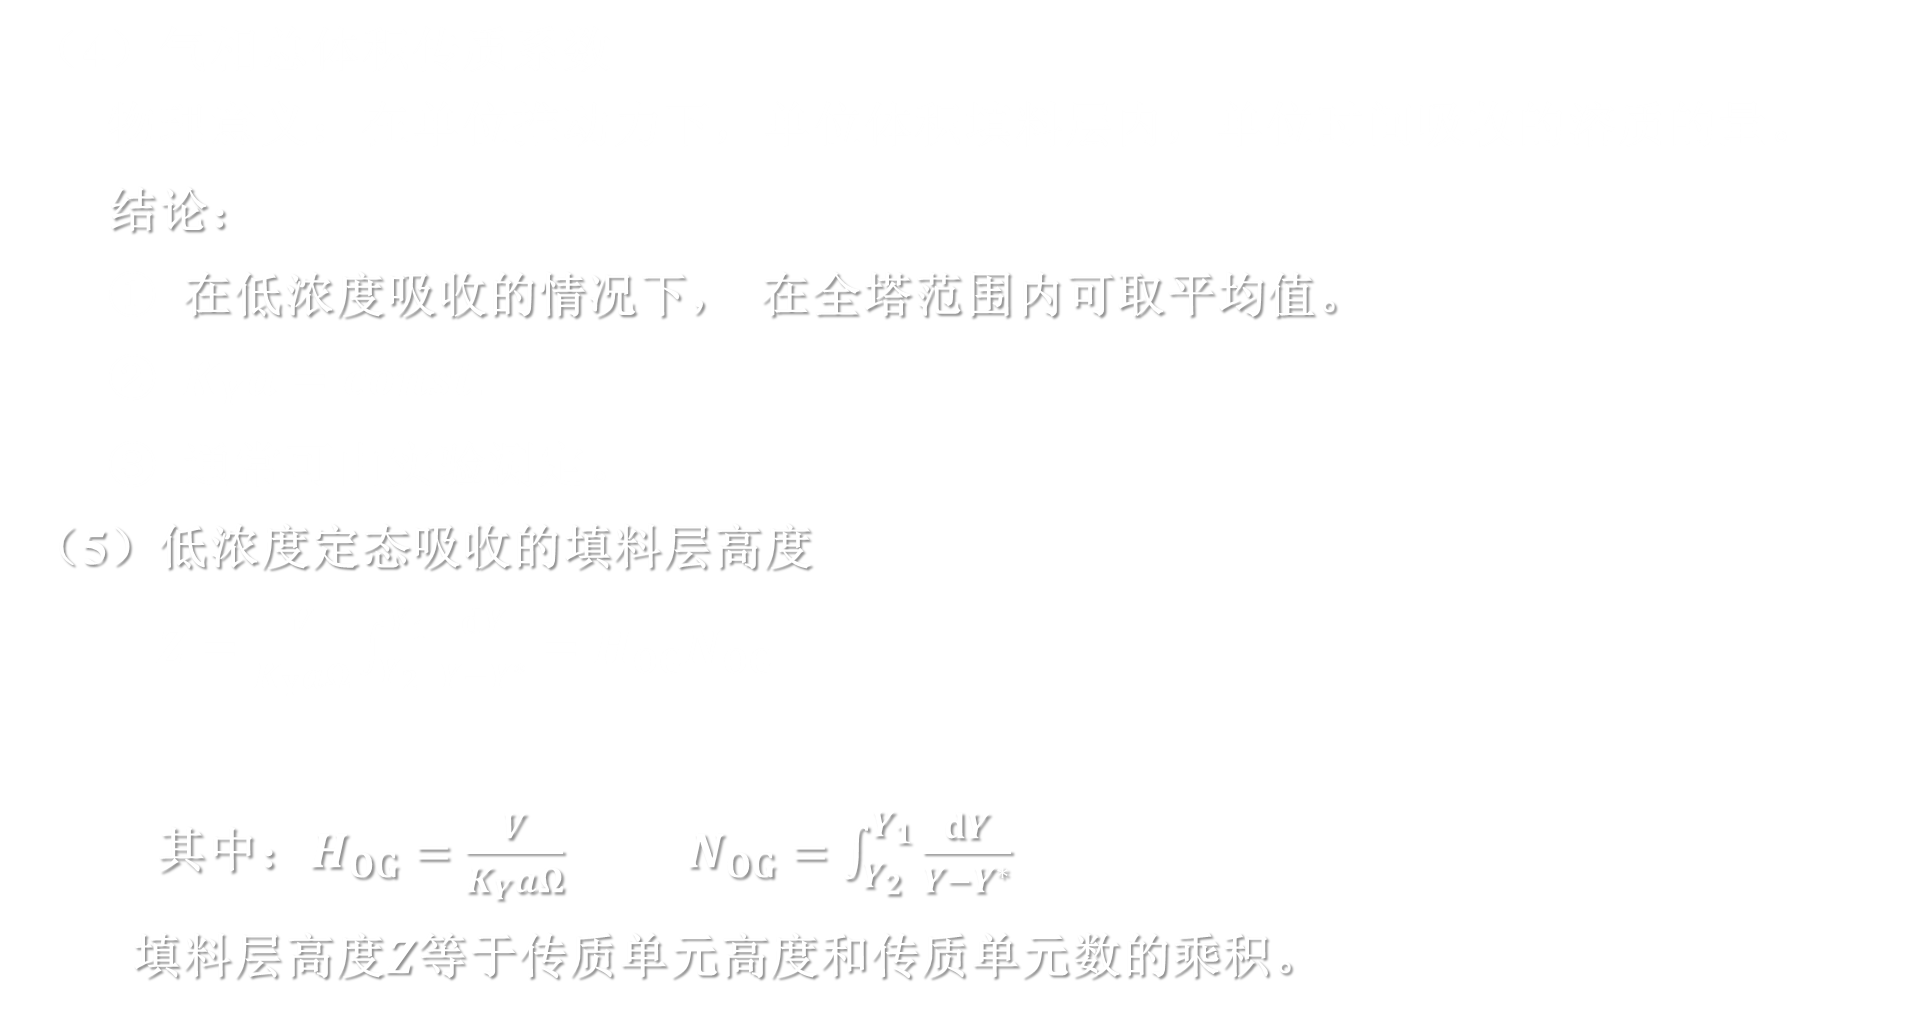 结论：
在低浓度吸收的情况下， 在全塔范围内可取平均值。
（5）低浓度定态吸收的填料层高度
其中：$H_{OG} = \frac{V}{K_Y a\Omega}$ $N_{OG} = \int_{Y_2}^{Y_1} \frac{dY}{Y-Y^*}$
填料层高度Z等于传质单元高度和传质单元数的乘积。